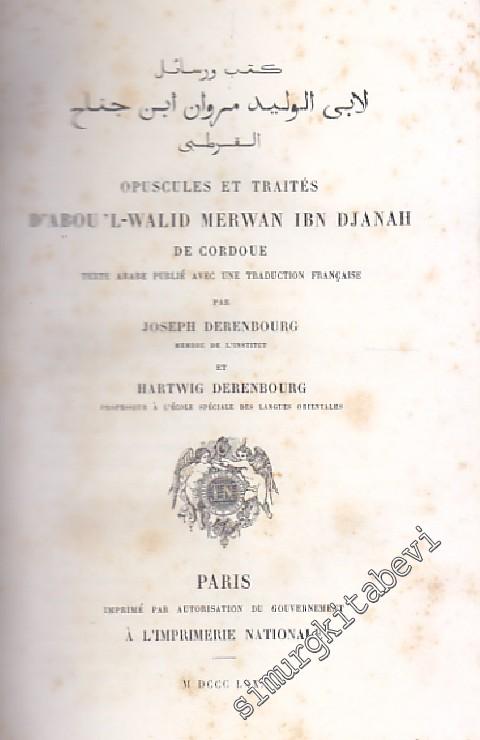 كتب ورسائل
لابى الوليد مروان ابن جناح
القرطبى
OPUSCULES ET TRAITÉS
D'ABOU 'L-WALID MERWAN IBN DJANAH
DE CORDOUE
TEXTE ARABE PUBLIÉ AVEC UNE TRADUCTION FRANÇAISE
PAR
JOSEPH DERENBOURG
MEMBRE DE L'INSTITUT
ET
HARTWIG DERENBOURG
PROFESSEUR À L'ÉCOLE SPÉCIALE DES LANGUES ORIENTALES
PARIS
IMPRIMÉ PAR AUTORISATION DU GOUVERNEMENT
À L'IMPRIMERIE NATIONALE
M DCCC
simurgkitabevi